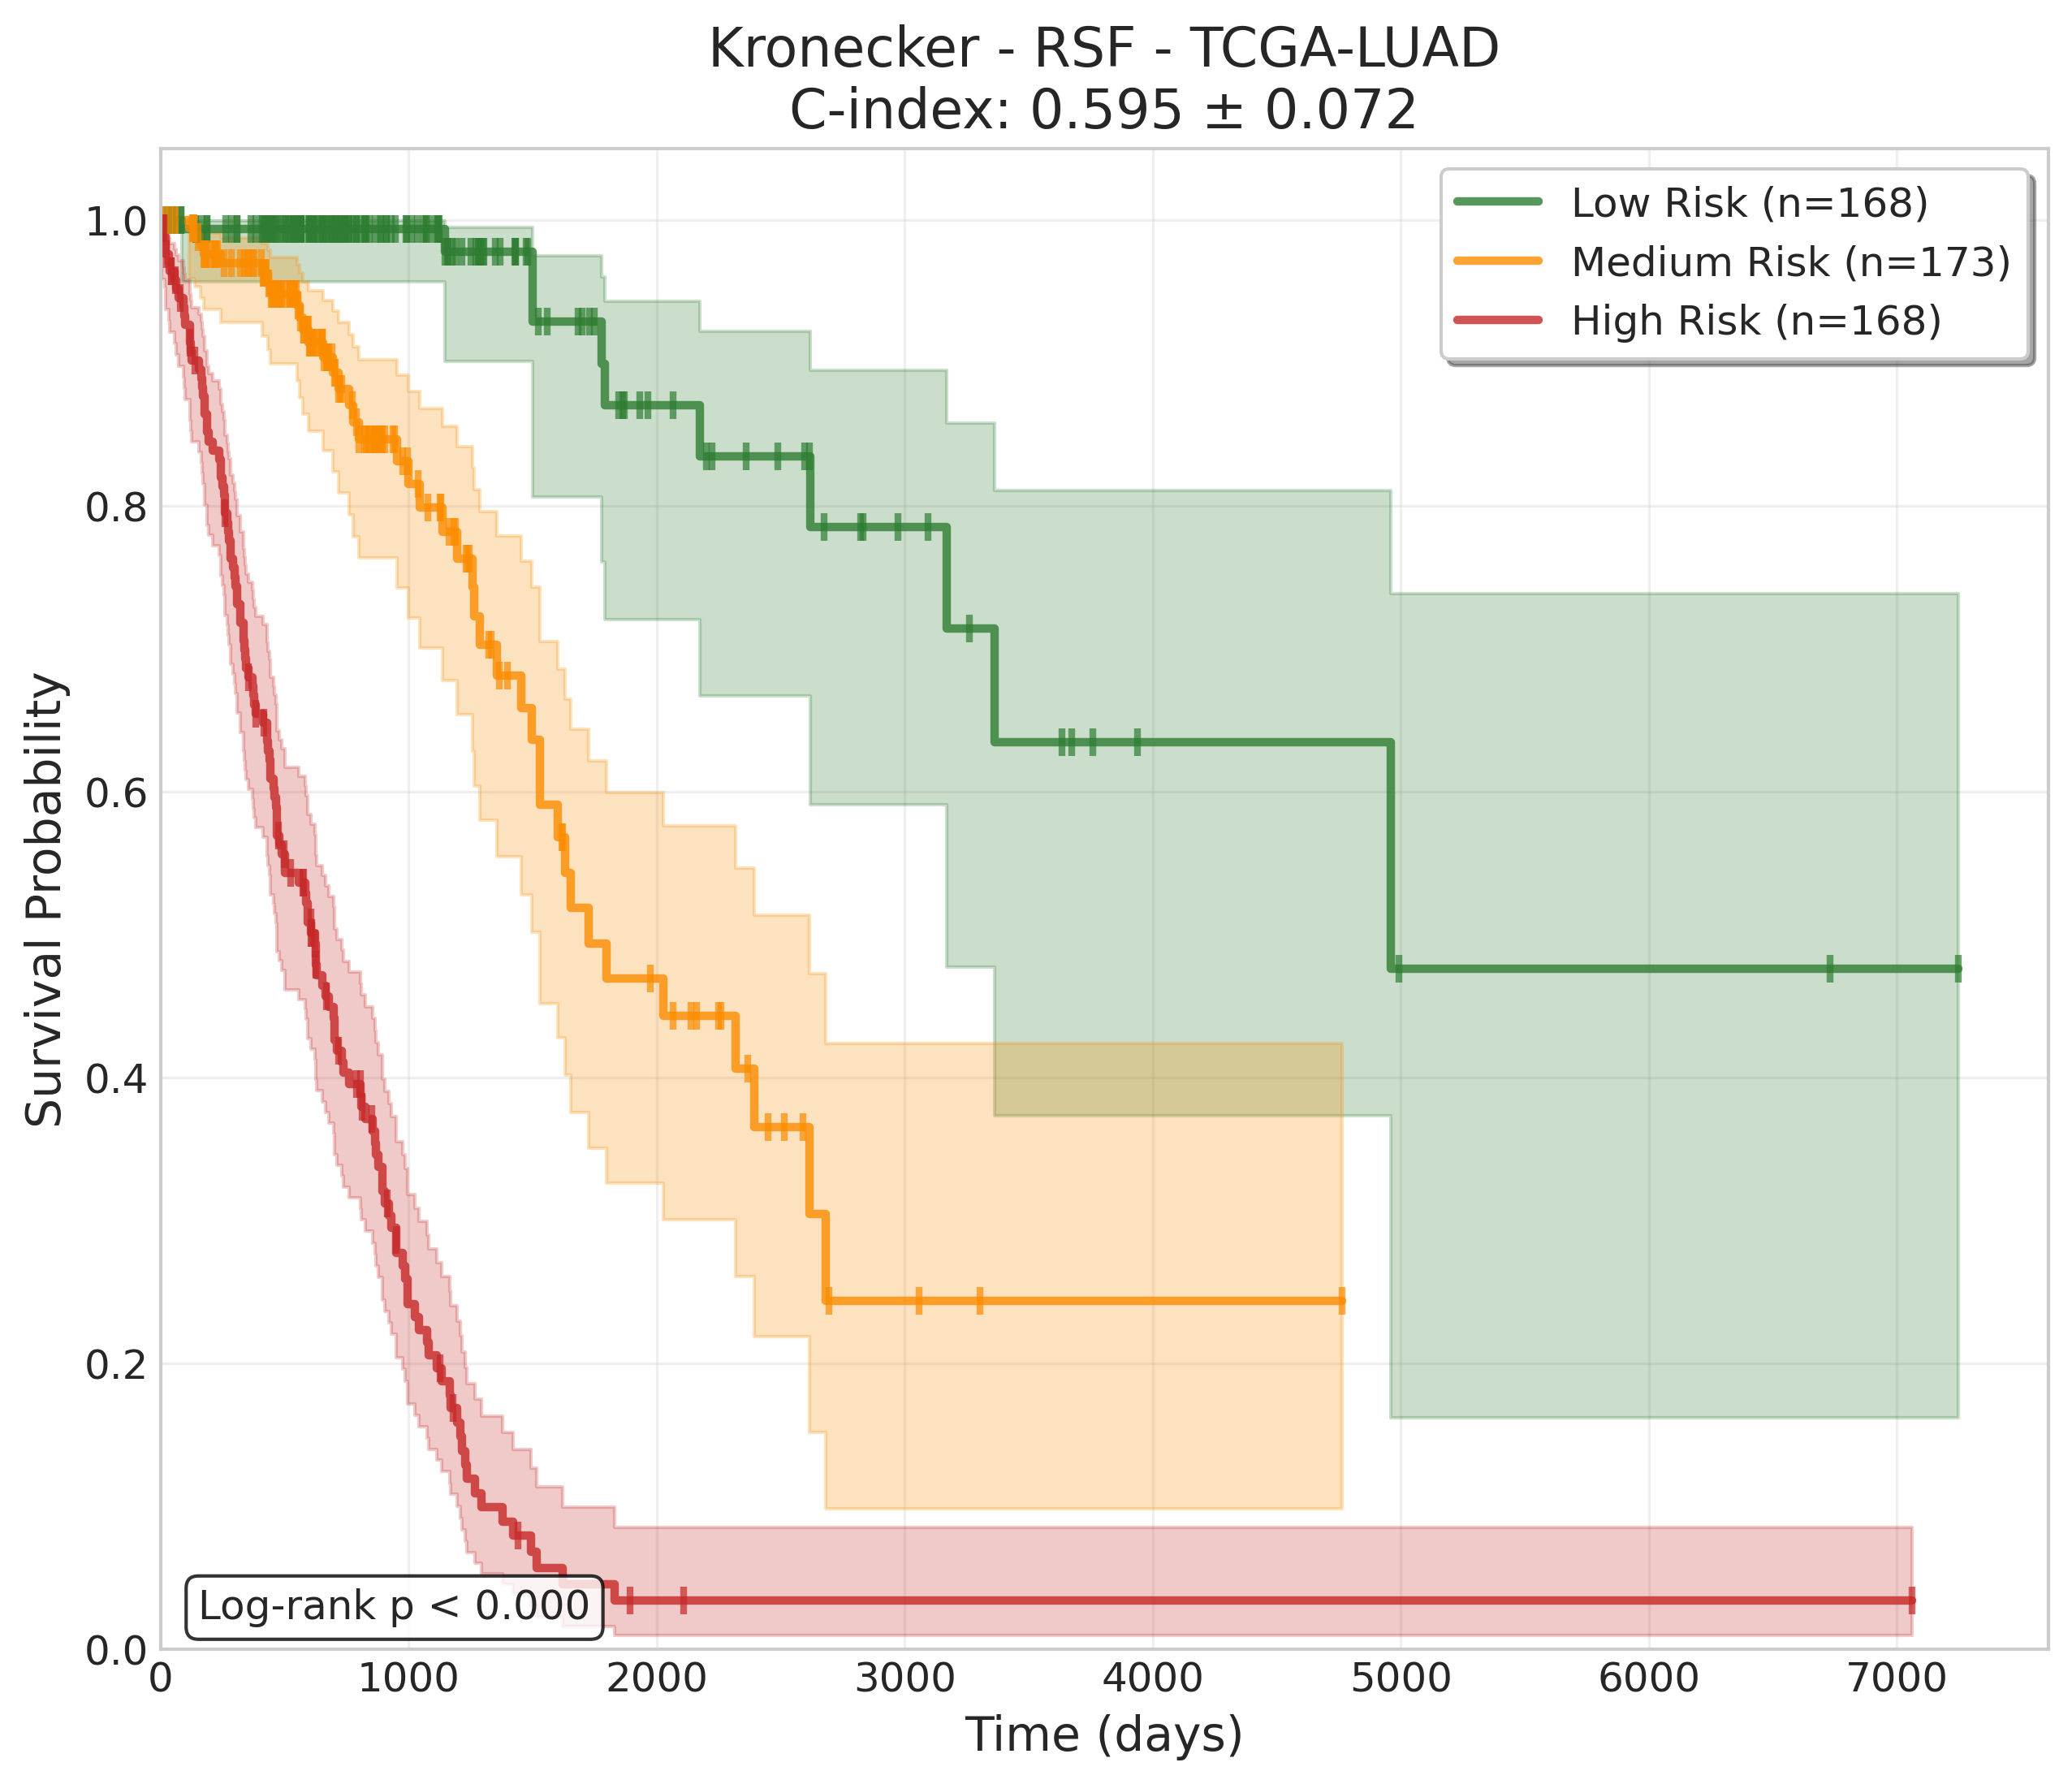 Kronecker - RSF - TCGA-LUAD
C-index: 0.595 ± 0.072
Low Risk (n=168)
Medium Risk (n=173)
High Risk (n=168)
Survival Probability
1.0
0.8
0.6
0.4
0.2
0.0
Log-rank p < 0.000
0 1000 2000 3000 4000 5000 6000 7000
Time (days)